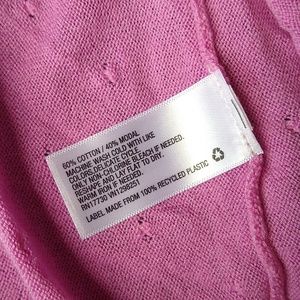 60% COTTON / 40% MODAL
MACHINE WASH COLD WITH LIKE
COLORS,DELICATE CYCLE.
ONLY NON-CHLORINE BLEACH IF NEEDED.
RESHAPE AND LAY FLAT TO DRY.
WARM IRON IF NEEDED.
RN17730 VN1298251
LABEL MADE FROM 100% RECYCLED PLASTIC